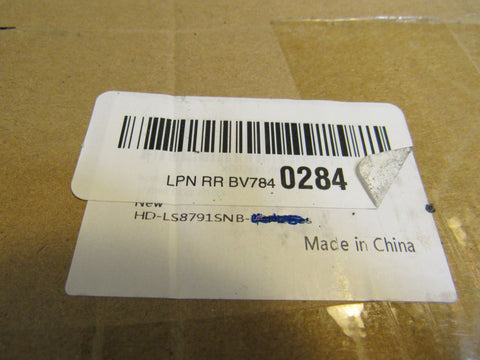 LPN RR BV784 0284
New
HD-LS8791SNB-
Made in China